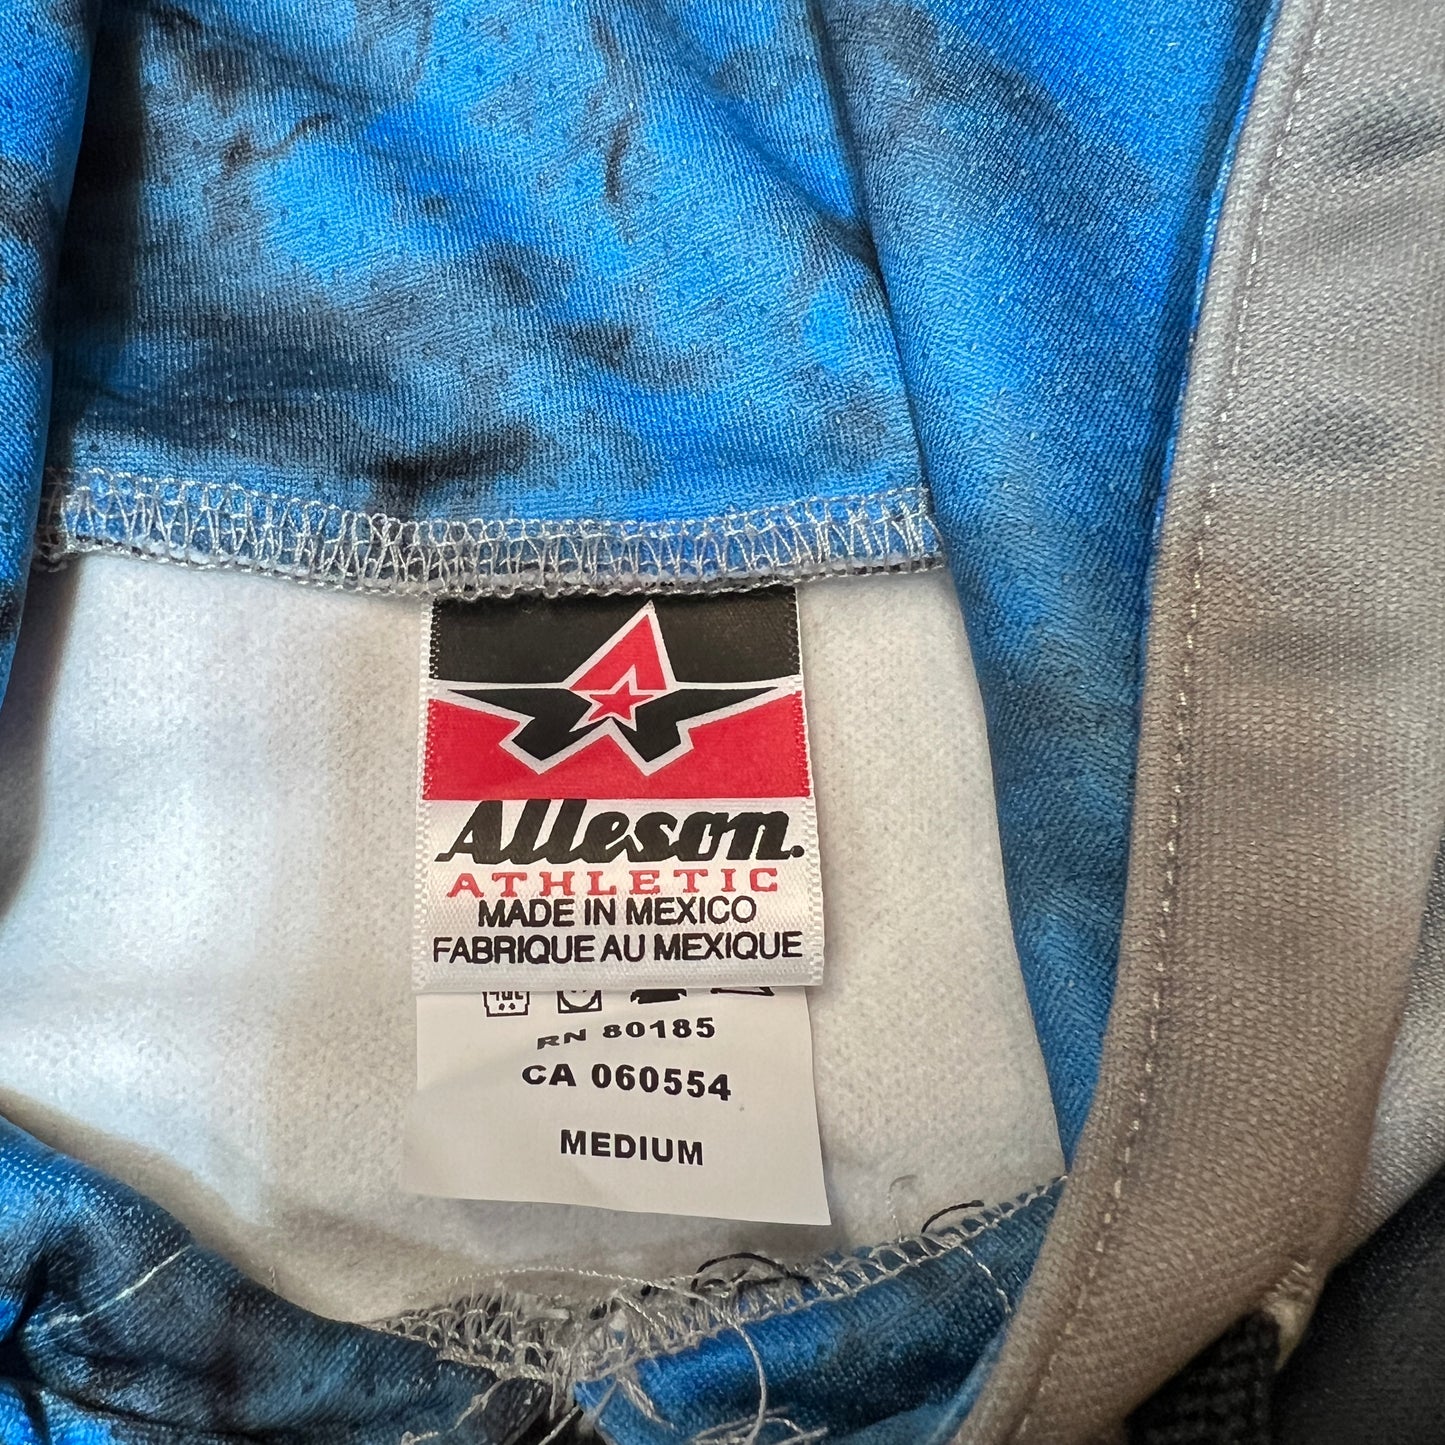 Alleson.
ATHLETIC
MADE IN MEXICO
FABRIQUE AU MEXIQUE
RN 80185
CA 060554
MEDIUM